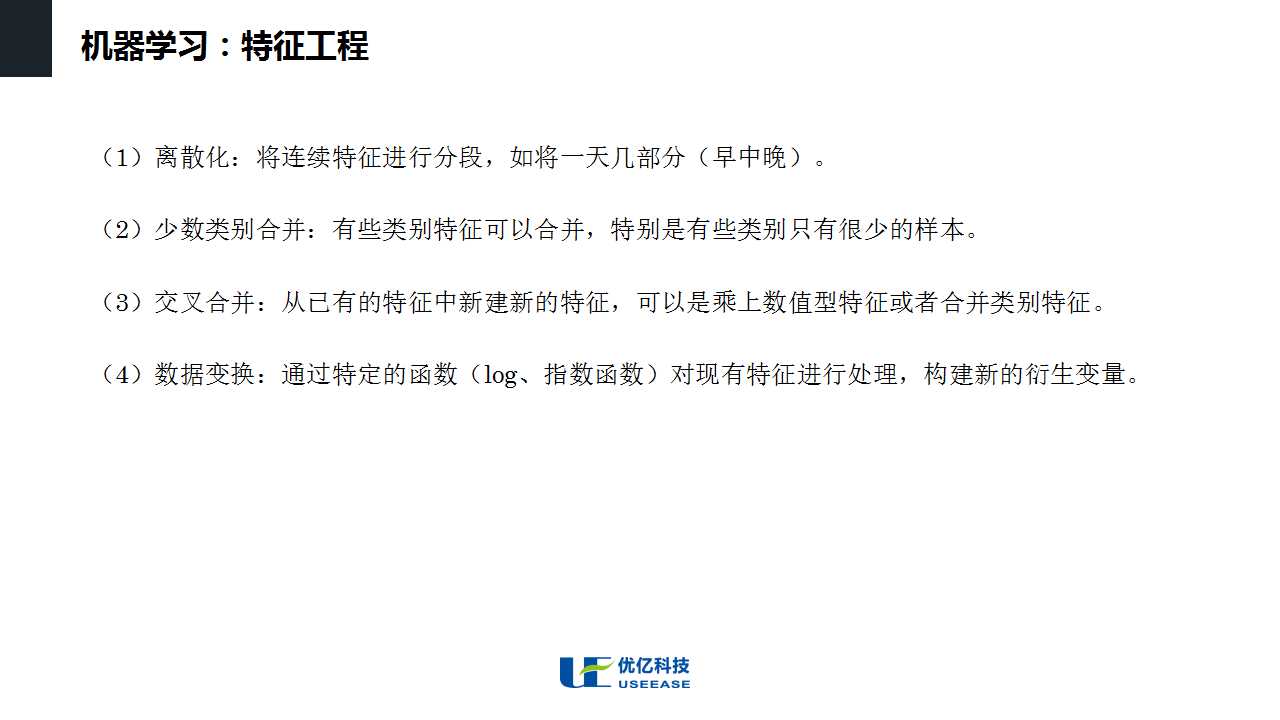 机器学习：特征工程
（1）离散化：将连续特征进行分段，如将一天几部分（早中晚）。
（2）少数类别合并：有些类别特征可以合并，特别是有些类别只有很少的样本。
（3）交叉合并：从已有的特征中新建新的特征，可以是乘上数值型特征或者合并类别特征。
（4）数据变换：通过特定的函数（log、指数函数）对现有特征进行处理，构建新的衍生变量。
UE 优亿科技
USEEASE